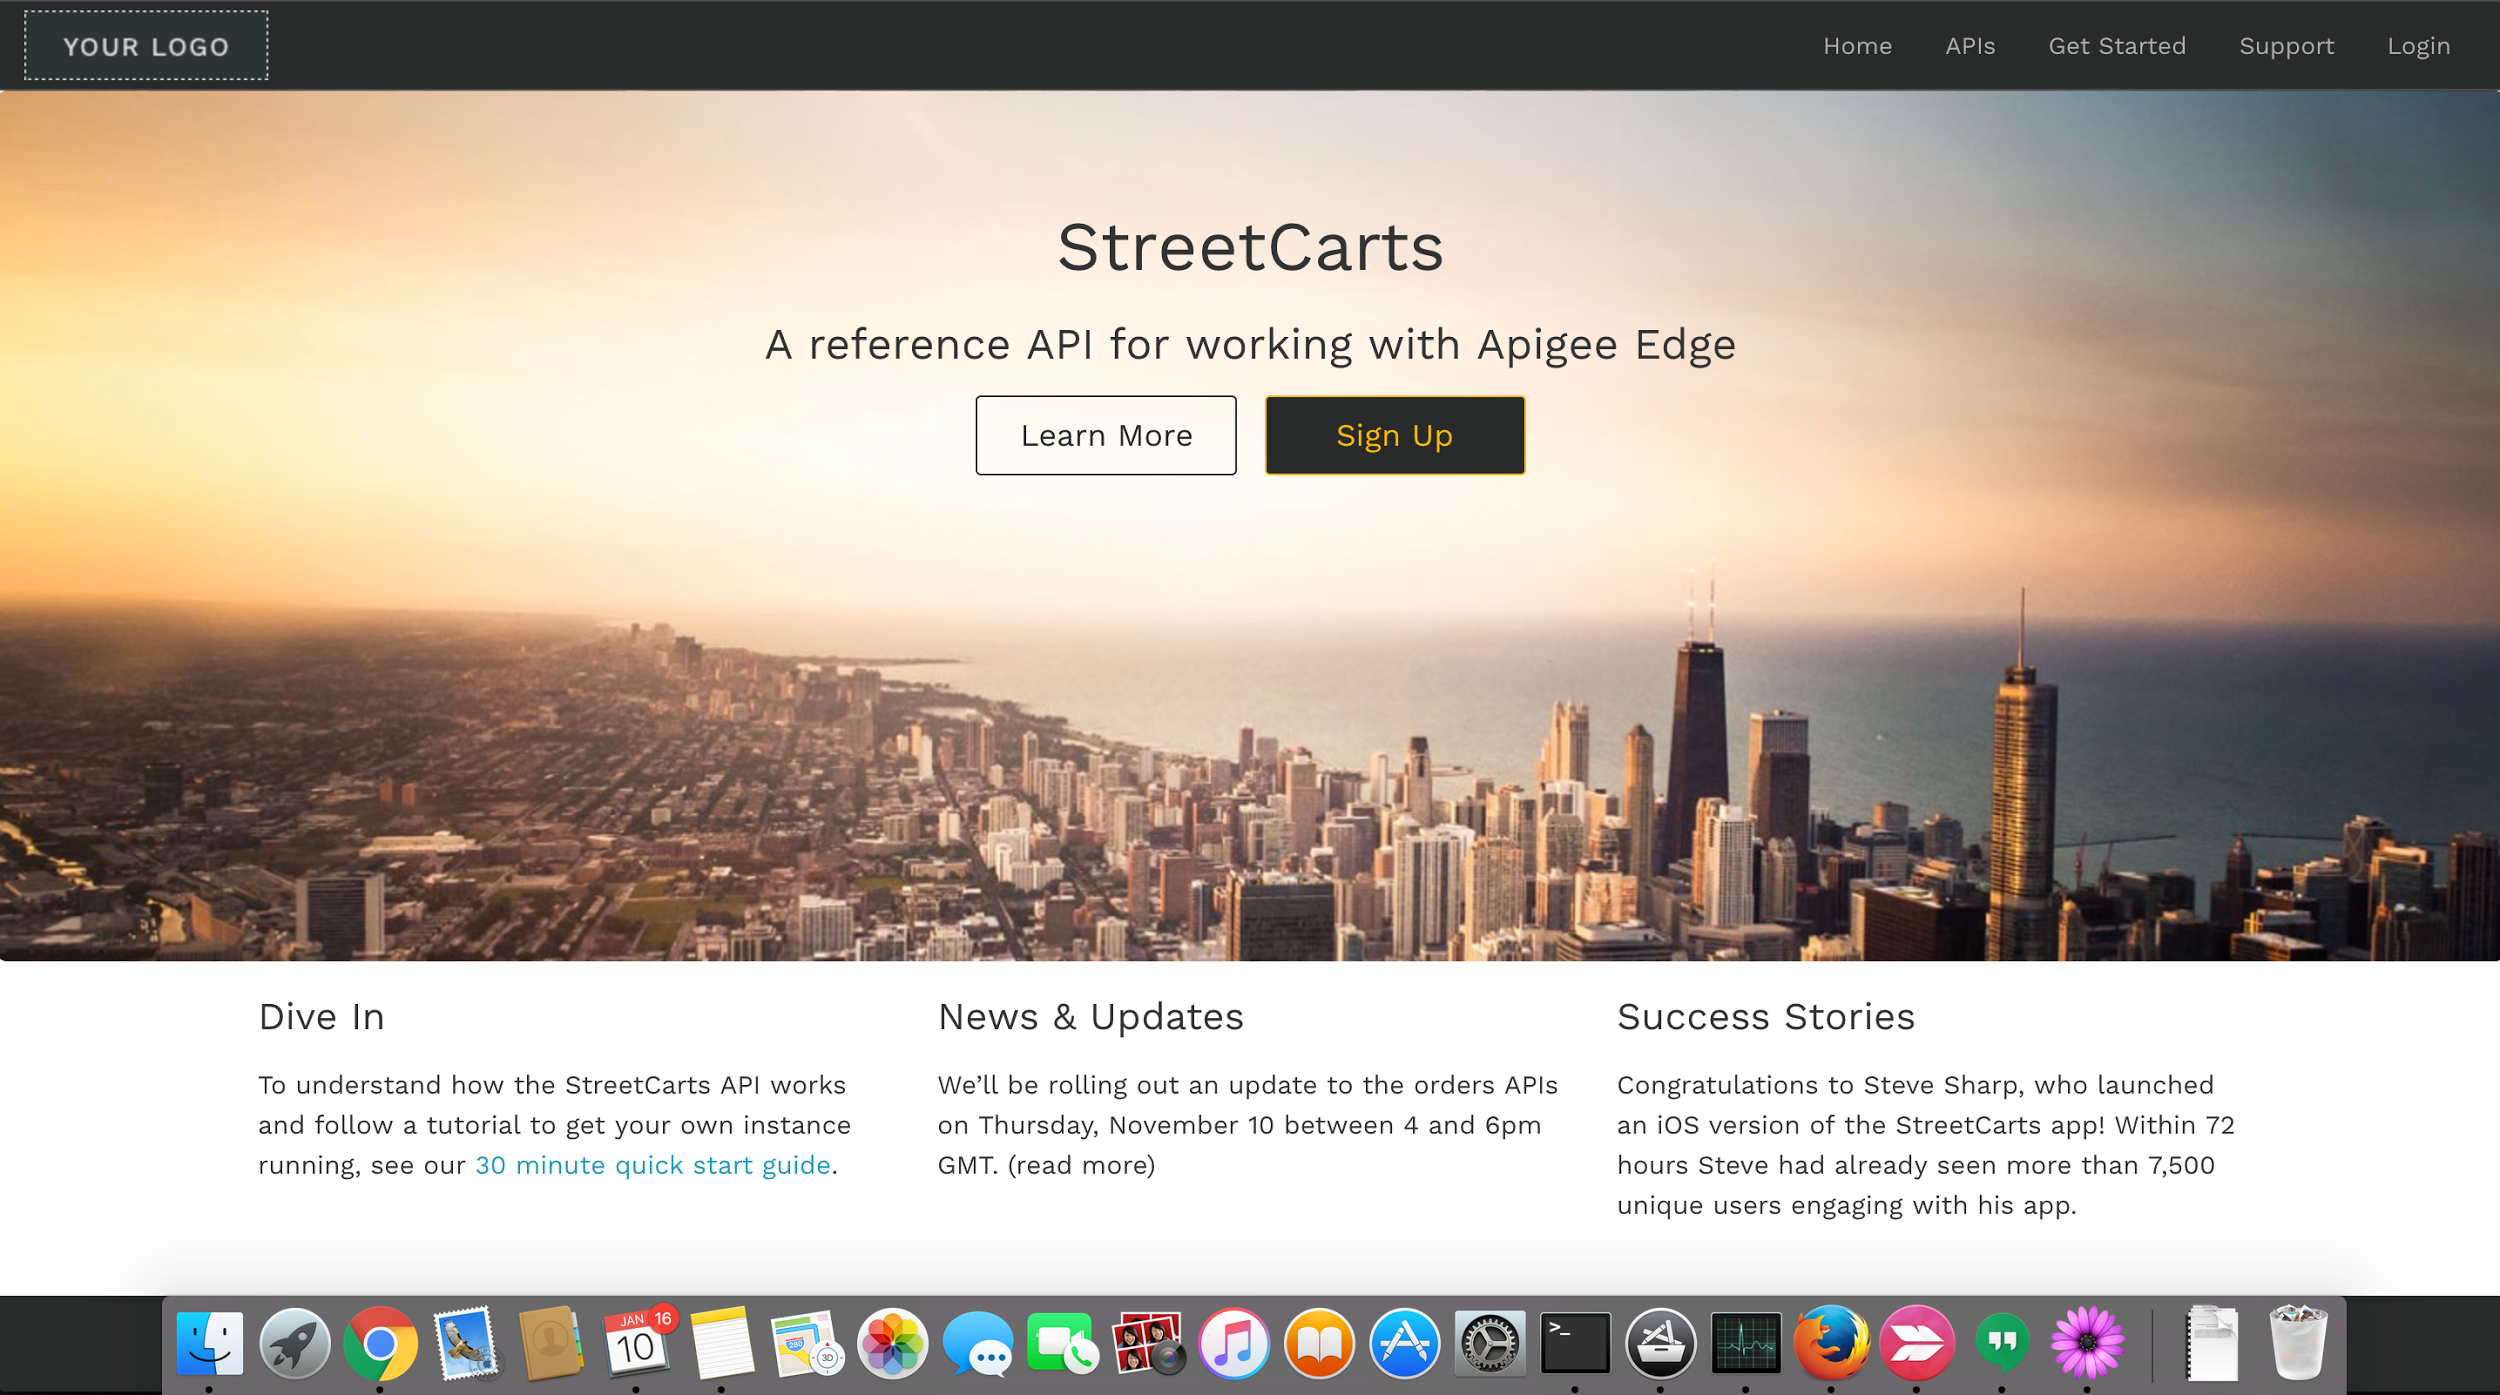 YOUR LOGO
Home APIs Get Started Support Login
StreetCarts
A reference API for working with Apigee Edge
Learn More Sign Up
Dive In
To understand how the StreetCarts API works
and follow a tutorial to get your own instance
running, see our 30 minute quick start guide.
News & Updates
We’ll be rolling out an update to the orders APIs
on Thursday, November 10 between 4 and 6pm
GMT. (read more)
Success Stories
Congratulations to Steve Sharp, who launched
an iOS version of the StreetCarts app! Within 72
hours Steve had already seen more than 7,500
unique users engaging with his app.
JAN 16
10
280
3D
>_